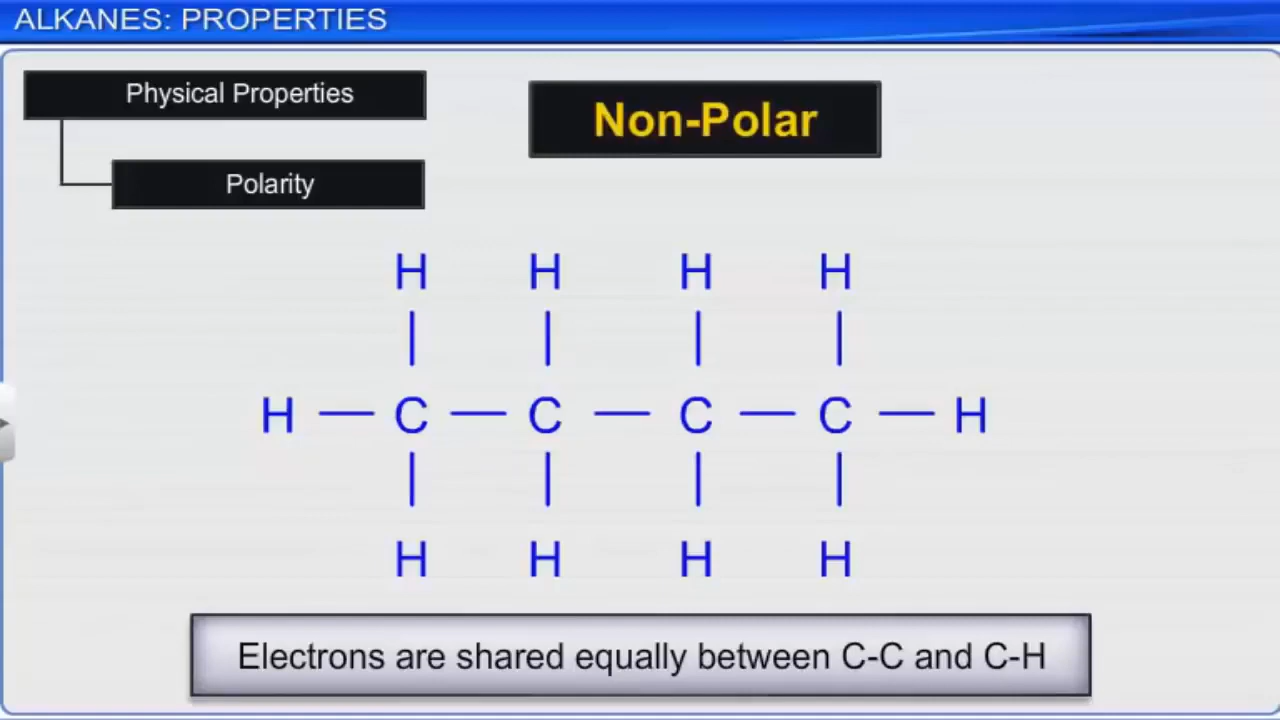 ALKANES: PROPERTIES
Physical Properties
Non-Polar
Polarity
H H H H
H — C — C — C — C — H
H H H H
Electrons are shared equally between C-C and C-H